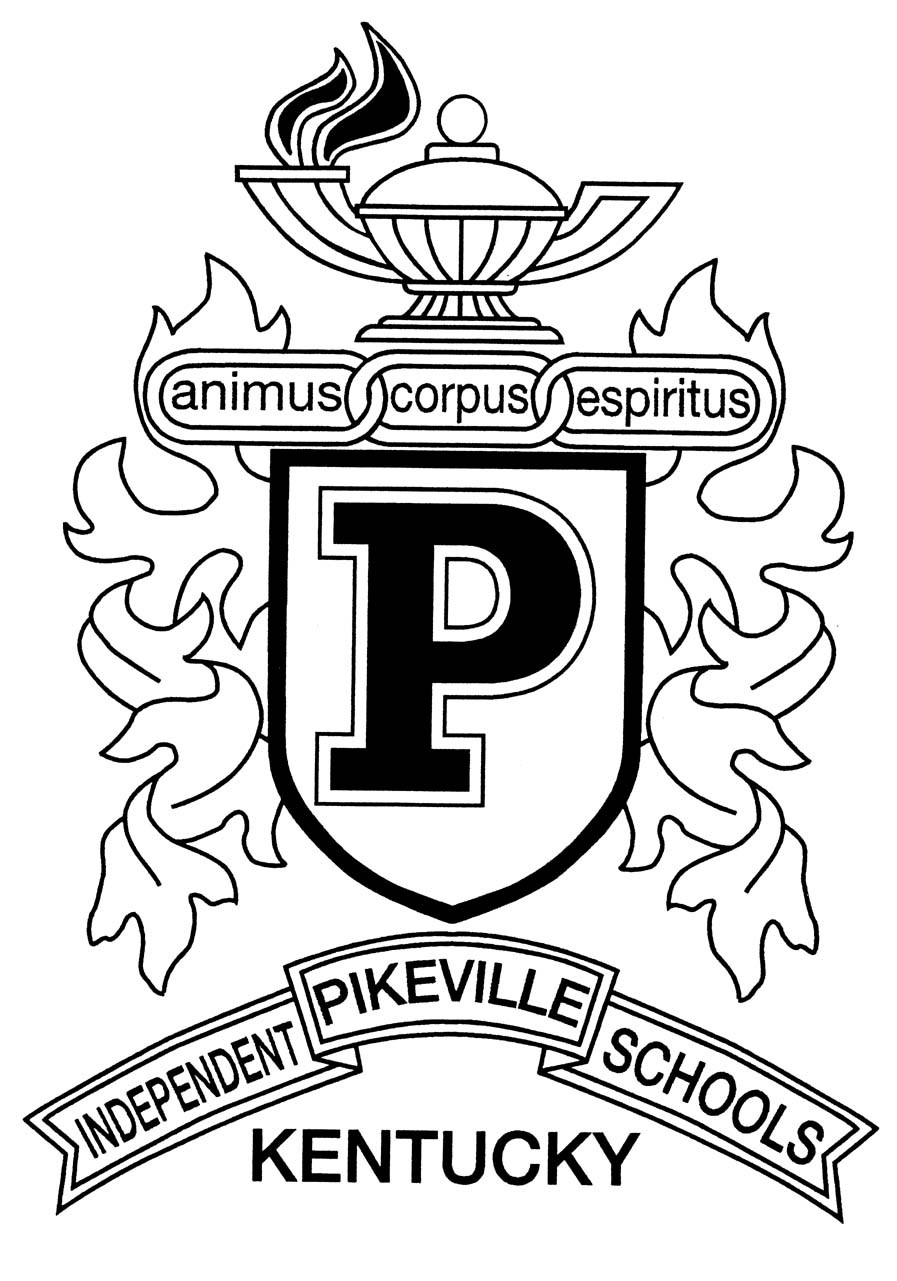 animus corpus espiritus
P
INDEPENDENT PIKEVILLE SCHOOLS
KENTUCKY